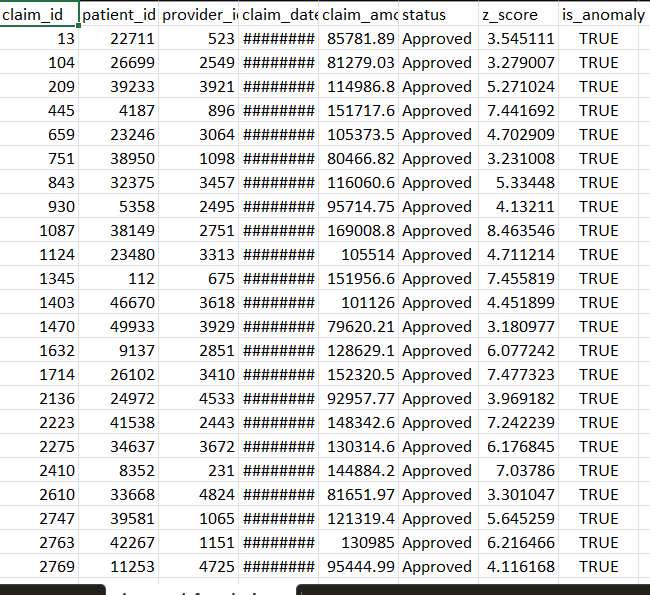 claim_id patient_id provider_i claim_date claim_amo status z_score is_anomaly
13 22711 523 ######## 85781.89 Approved 3.545111 TRUE
104 26699 2549 ######## 81279.03 Approved 3.279007 TRUE
209 39233 3921 ######## 114986.8 Approved 5.271024 TRUE
445 4187 896 ######## 151717.6 Approved 7.441692 TRUE
659 23246 3064 ######## 105373.5 Approved 4.702909 TRUE
751 38950 1098 ######## 80466.82 Approved 3.231008 TRUE
843 32375 3457 ######## 116060.6 Approved 5.33448 TRUE
930 5358 2495 ######## 95714.75 Approved 4.13211 TRUE
1087 38149 2751 ######## 169008.8 Approved 8.463546 TRUE
1124 23480 3313 ######## 105514 Approved 4.711214 TRUE
1345 112 675 ######## 151956.6 Approved 7.455819 TRUE
1403 46670 3618 ######## 101126 Approved 4.451899 TRUE
1470 49933 3929 ######## 79620.21 Approved 3.180977 TRUE
1632 9137 2851 ######## 128629.1 Approved 6.077242 TRUE
1714 26102 3410 ######## 152320.5 Approved 7.477323 TRUE
2136 24972 4533 ######## 92957.77 Approved 3.969182 TRUE
2223 41538 2443 ######## 148342.6 Approved 7.242239 TRUE
2275 34637 3672 ######## 130314.6 Approved 6.176845 TRUE
2410 8352 231 ######## 144884.2 Approved 7.03786 TRUE
2610 33668 4824 ######## 81651.97 Approved 3.301047 TRUE
2747 39581 1065 ######## 121319.4 Approved 5.645259 TRUE
2763 42267 1151 ######## 130985 Approved 6.216466 TRUE
2769 11253 4725 ######## 95444.99 Approved 4.116168 TRUE